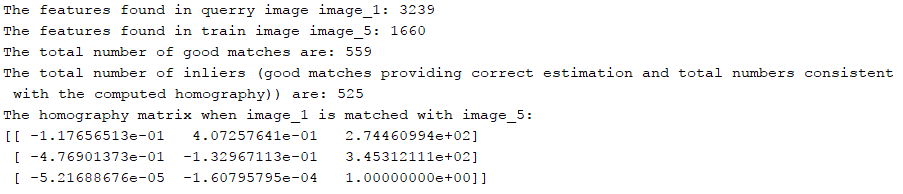 The features found in querry image image_1: 3239
The features found in train image image_5: 1660
The total number of good matches are: 559
The total number of inliers (good matches providing correct estimation and total numbers consistent
with the computed homography)) are: 525
The homography matrix when image_1 is matched with image_5:
[[ -1.17656513e-01   4.07257641e-01   2.74460994e+02]
 [ -4.76901373e-01  -1.32967113e-01   3.45312111e+02]
 [ -5.21688676e-05  -1.60795795e-04   1.00000000e+00]]